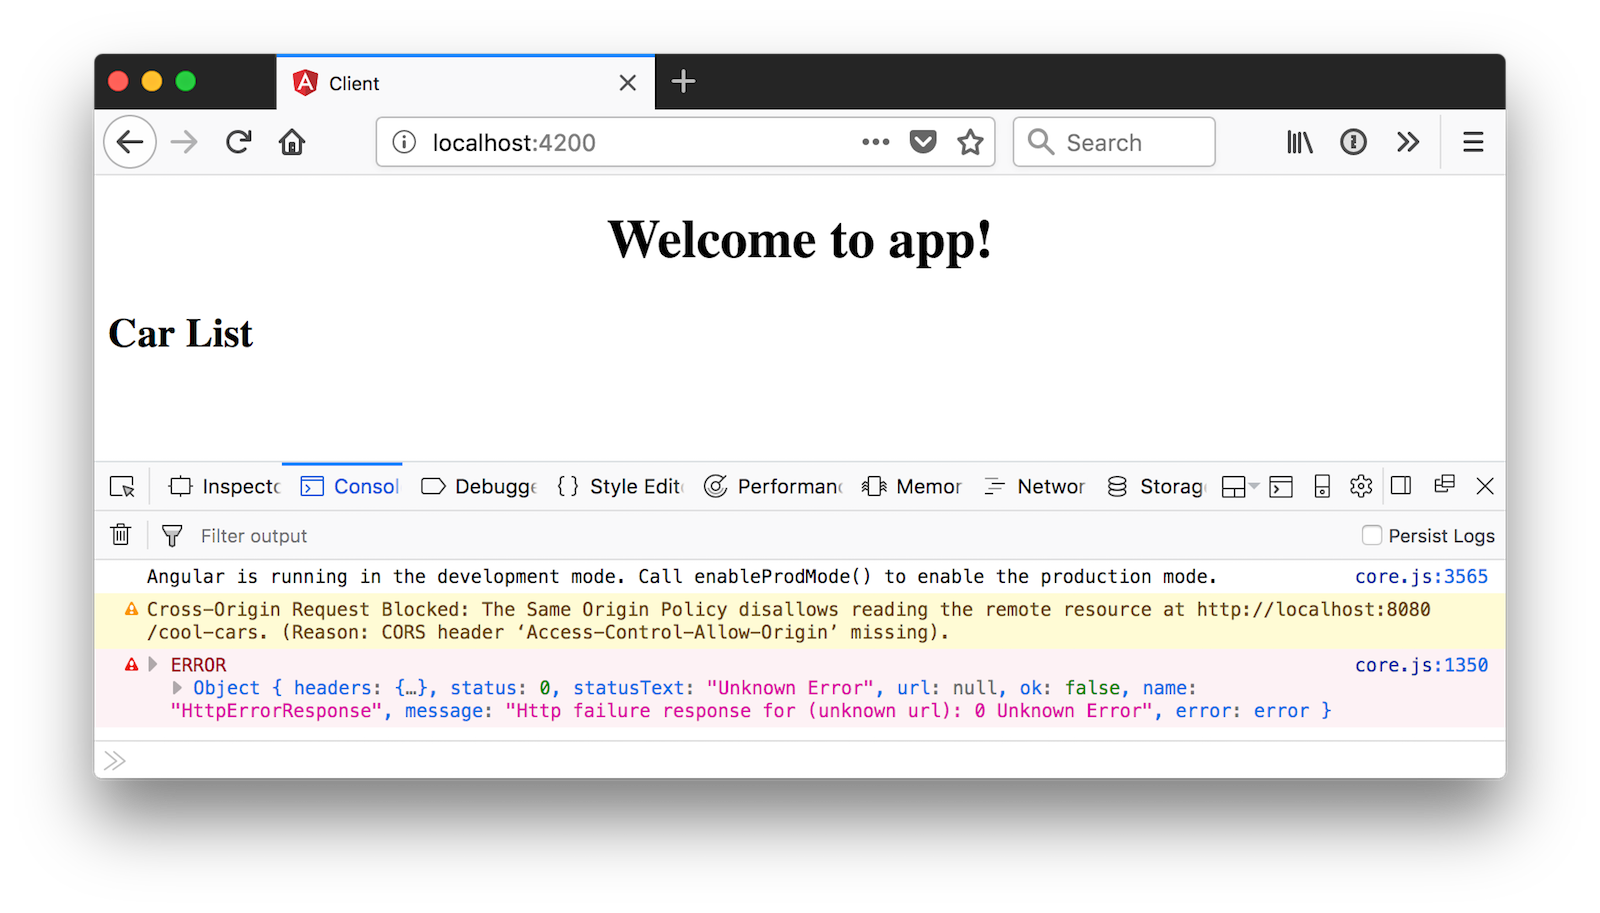 Client
localhost:4200
Search
Welcome to app!
Car List
Inspecto Consol Debugge Style Edit Performanc Memor Networ Storag
Filter output
Persist Logs
Angular is running in the development mode. Call enableProdMode() to enable the production mode. core.js:3565
Cross-Origin Request Blocked: The Same Origin Policy disallows reading the remote resource at http://localhost:8080
/cool-cars. (Reason: CORS header ‘Access-Control-Allow-Origin’ missing).
ERROR core.js:1350
Object { headers: {…}, status: 0, statusText: "Unknown Error", url: null, ok: false, name:
"HttpErrorResponse", message: "Http failure response for (unknown url): 0 Unknown Error", error: error }